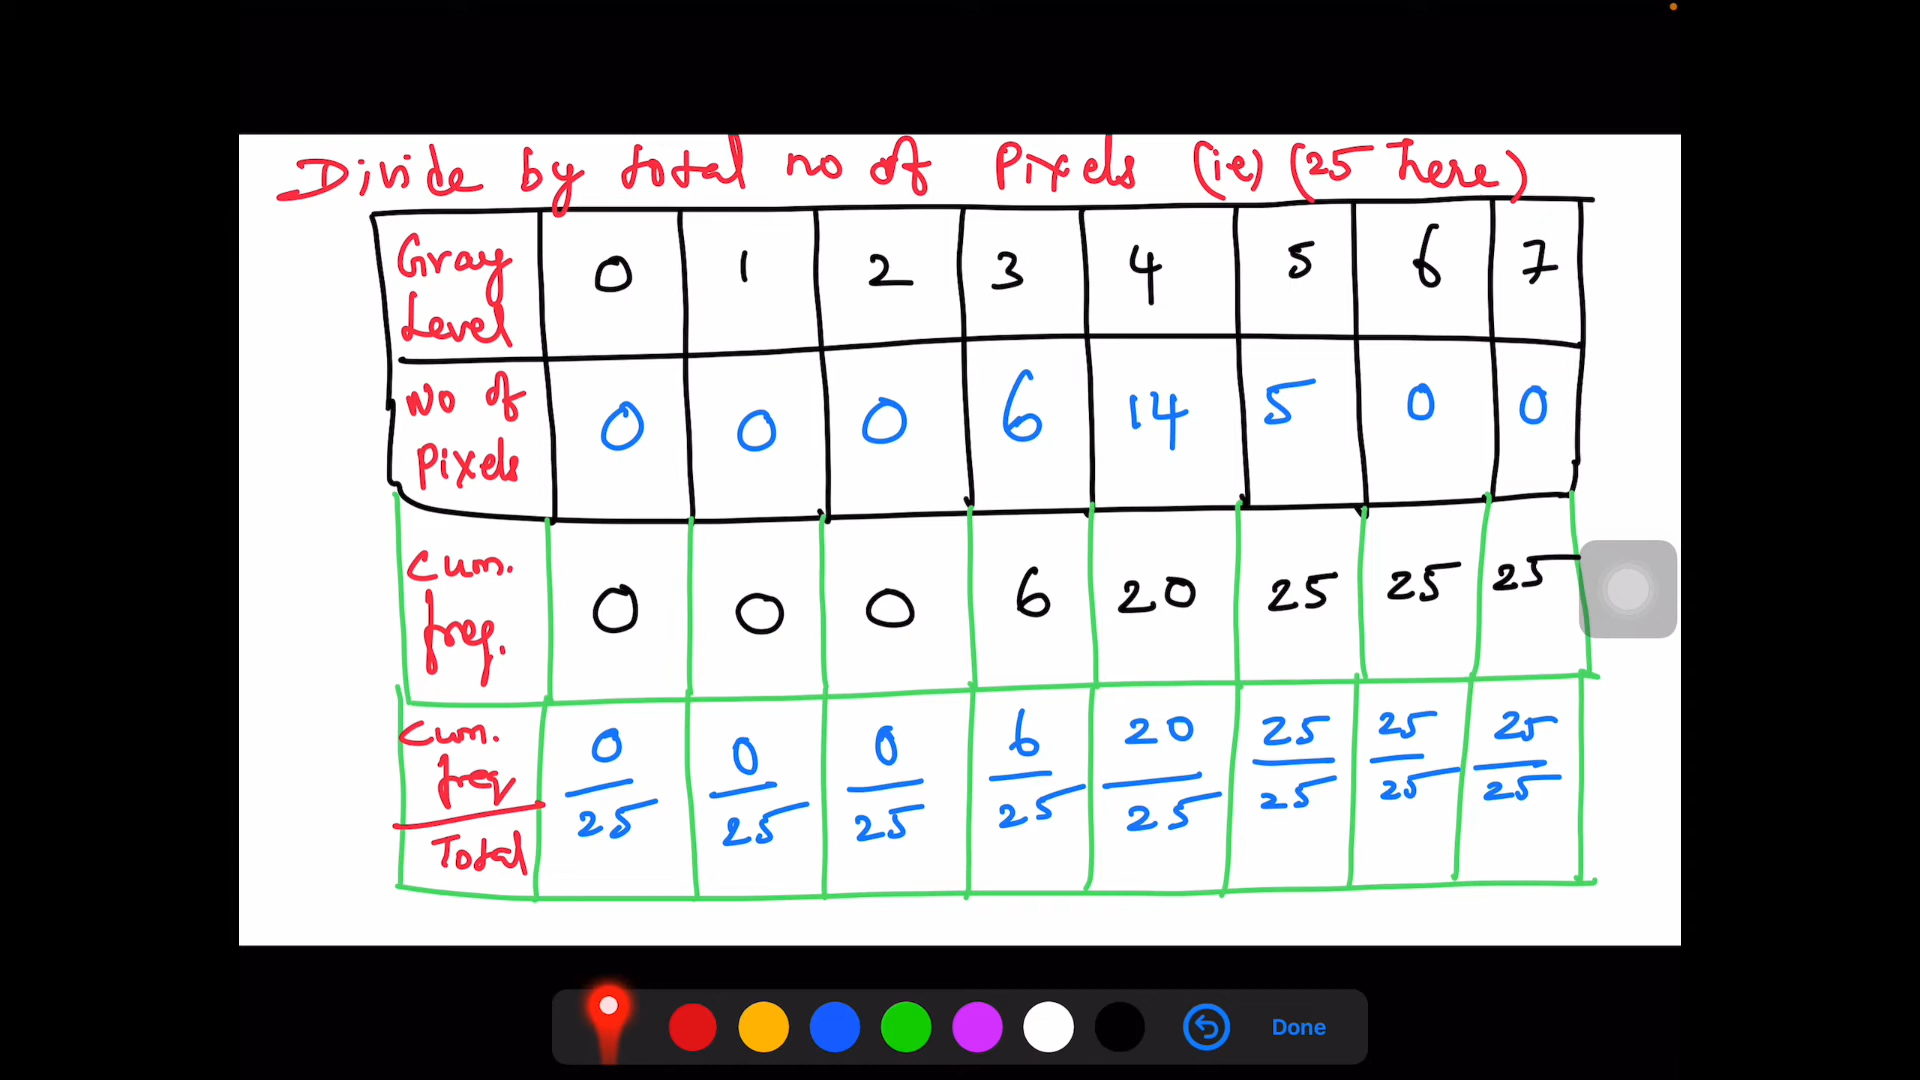 Divide by total no of Pixels (ie) (25 here)
Gray Level 0 1 2 3 4 5 6 7
No of Pixels 0 0 0 6 14 5 0 0
Cum. freq. 0 0 0 6 20 25 25 25
Cum. freq / Total 0/25 0/25 0/25 6/25 20/25 25/25 25/25 25/25
Done